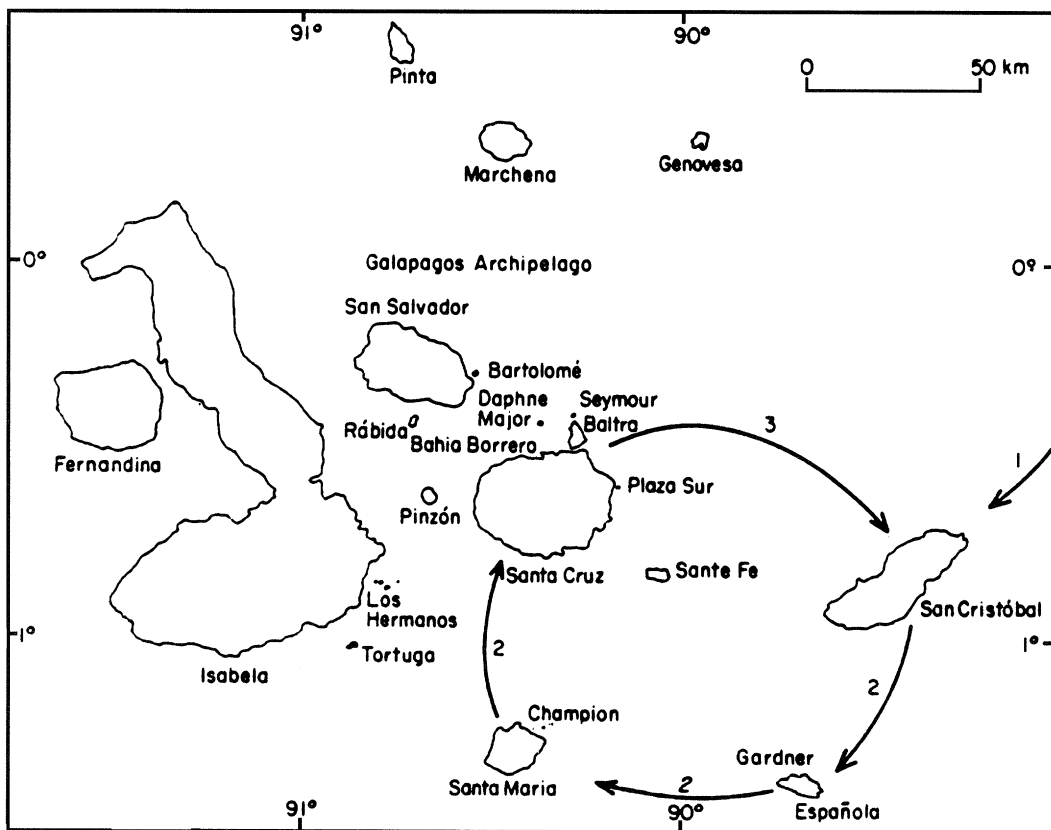 91°
90°
Pinta
0
50 km
Marchena
Genovesa
0°
0°
Galapagos Archipelago
San Salvador
Bartolomé
Daphne
Major
Seymour
Baltra
3
Rábida
Bahia Borrero
Fernandina
1
Plaza Sur
Pinzón
Santa Cruz
Sante Fe
Los
Hermanos
San Cristóbal
1°
1°
Tortuga
2
Isabela
2
Champion
Gardner
Santa Maria
2
Española
91°
90°